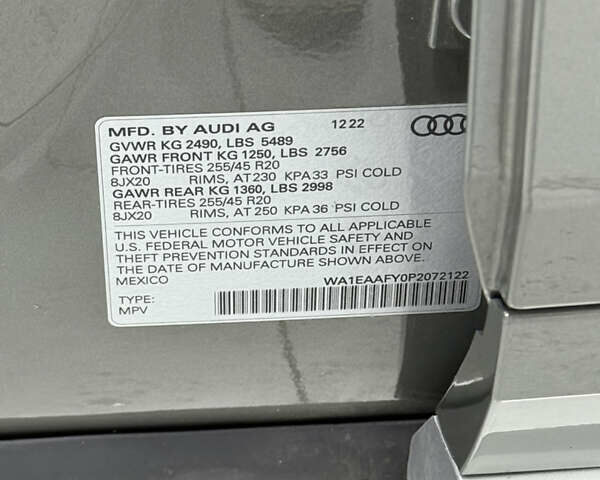 MFD. BY AUDI AG 12 22
GVWR KG 2490, LBS 5489
GAWR FRONT KG 1250, LBS 2756
FRONT-TIRES 255/45 R20
8JX20 RIMS, AT 230 KPA 33 PSI COLD
GAWR REAR KG 1360, LBS 2998
REAR-TIRES 255/45 R20
8JX20 RIMS, AT 250 KPA 36 PSI COLD
THIS VEHICLE CONFORMS TO ALL APPLICABLE
U.S. FEDERAL MOTOR VEHICLE SAFETY AND
THEFT PREVENTION STANDARDS IN EFFECT ON
THE DATE OF MANUFACTURE SHOWN ABOVE.
MEXICO WA1EAAFY0P2072122
TYPE:
MPV